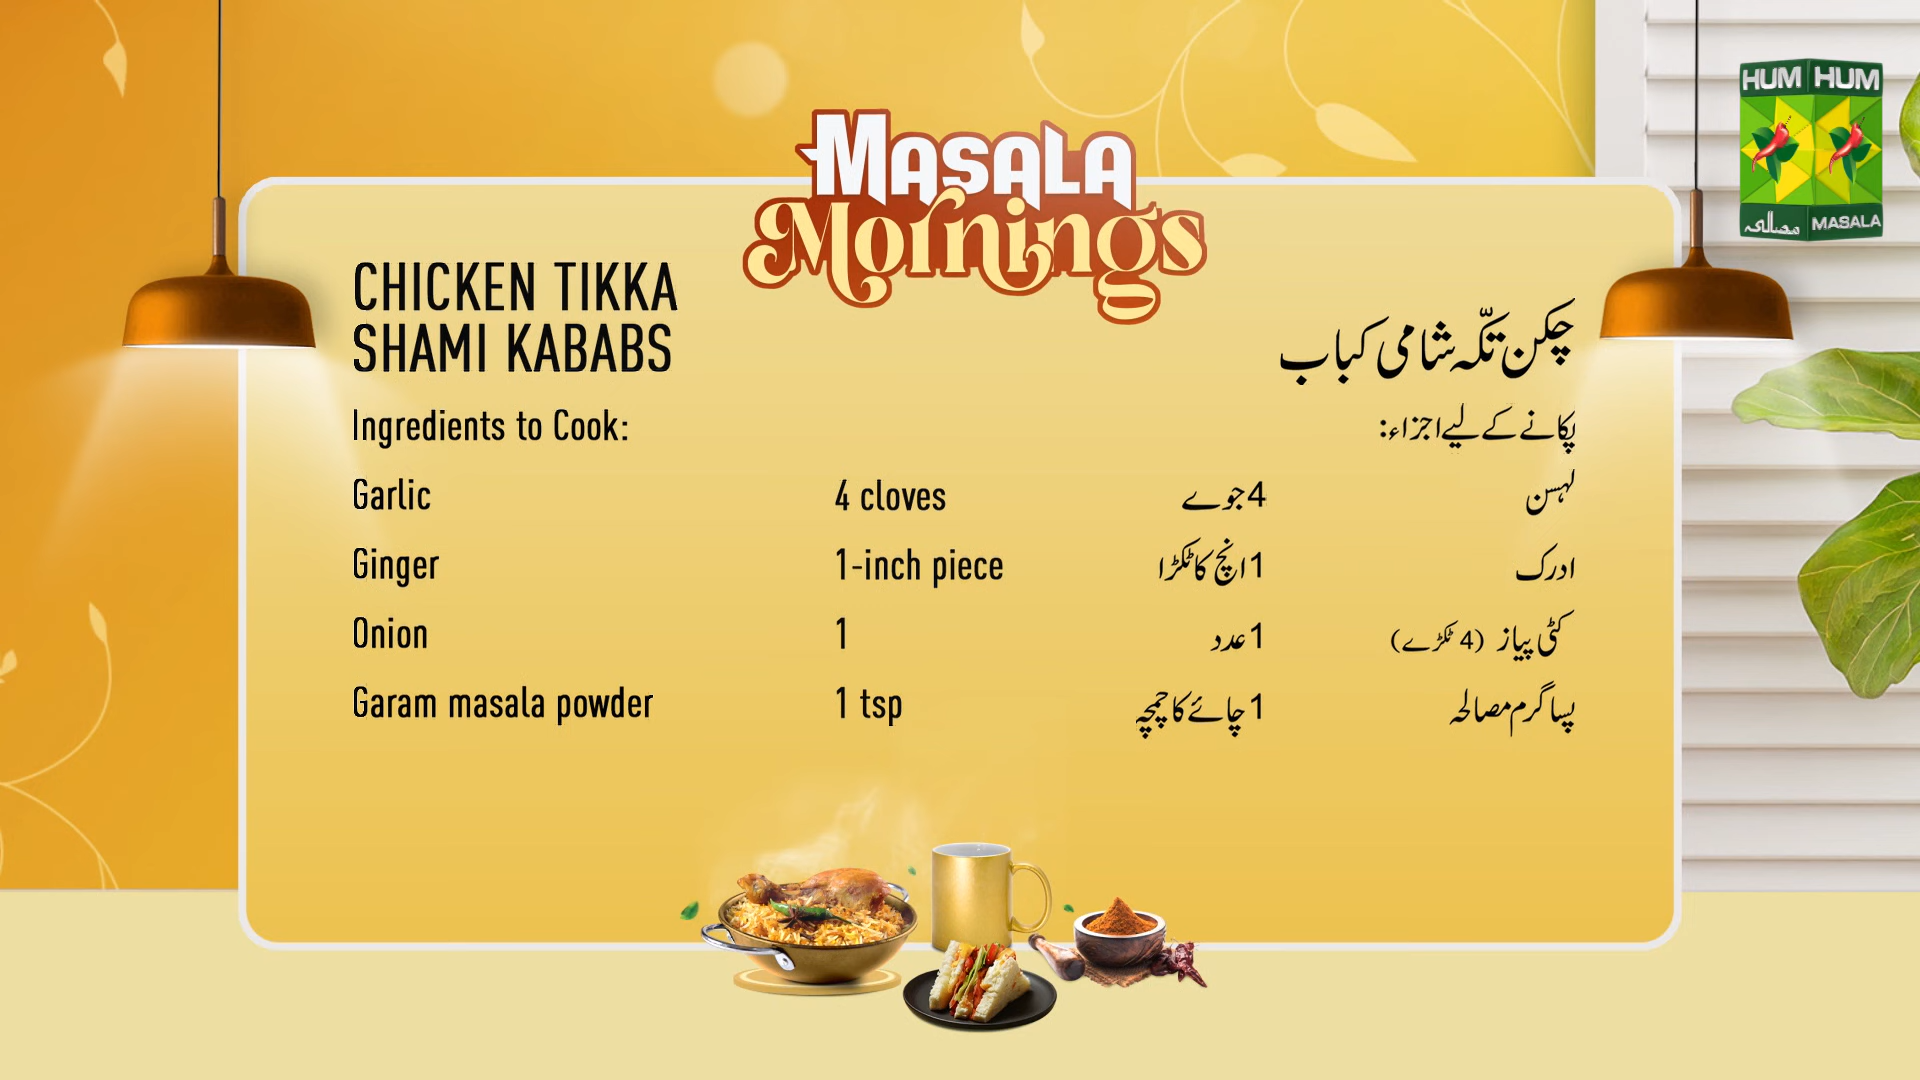 HUM HUM
مصالحہ MASALA
MASALA
Mornings
CHICKEN TIKKA
SHAMI KABABS
چکن تکّہ شامی کباب
Ingredients to Cook:
پکانے کے لیے اجزاء:
Garlic 4 cloves 4 جوے لہسن
Ginger 1-inch piece 1 انچ کا ٹکڑا ادرک
Onion 1 1 عدد کٹی پیاز (4 ٹکڑے)
Garam masala powder 1 tsp 1 چائے کا چمچہ پسا گرم مصالحہ